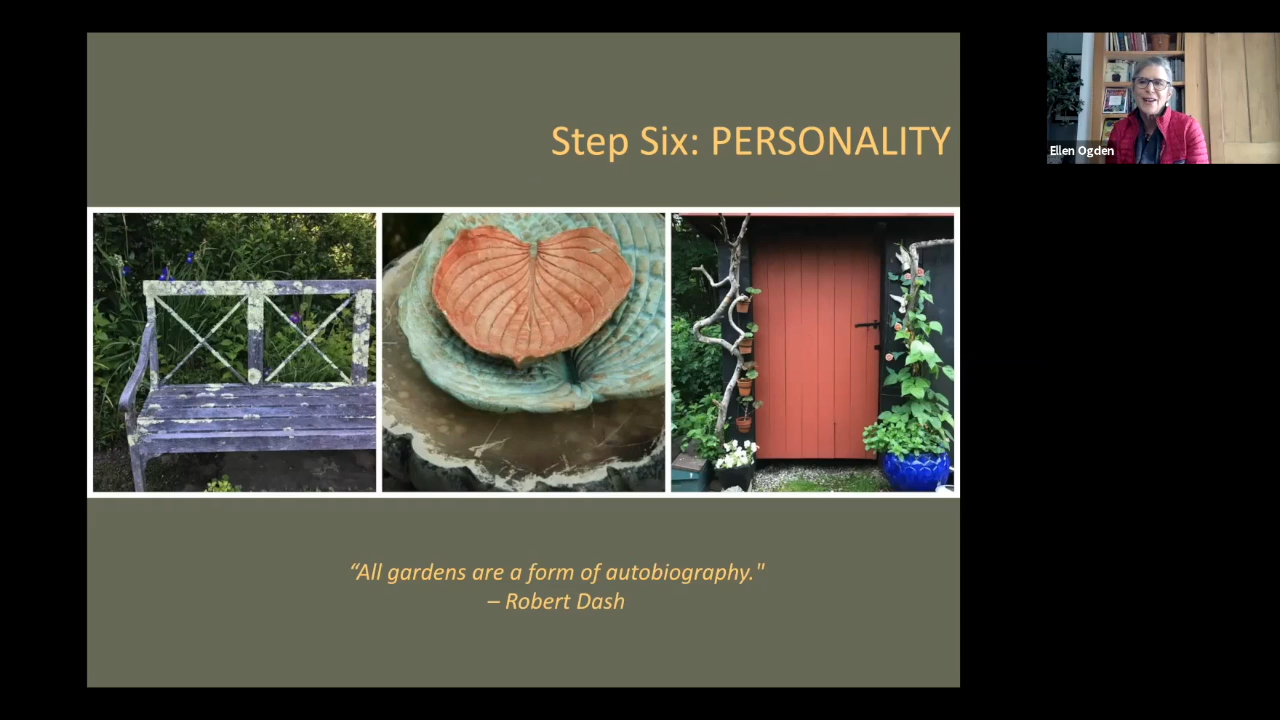 Step Six: PERSONALITY
Ellen Ogden
“All gardens are a form of autobiography."
– Robert Dash